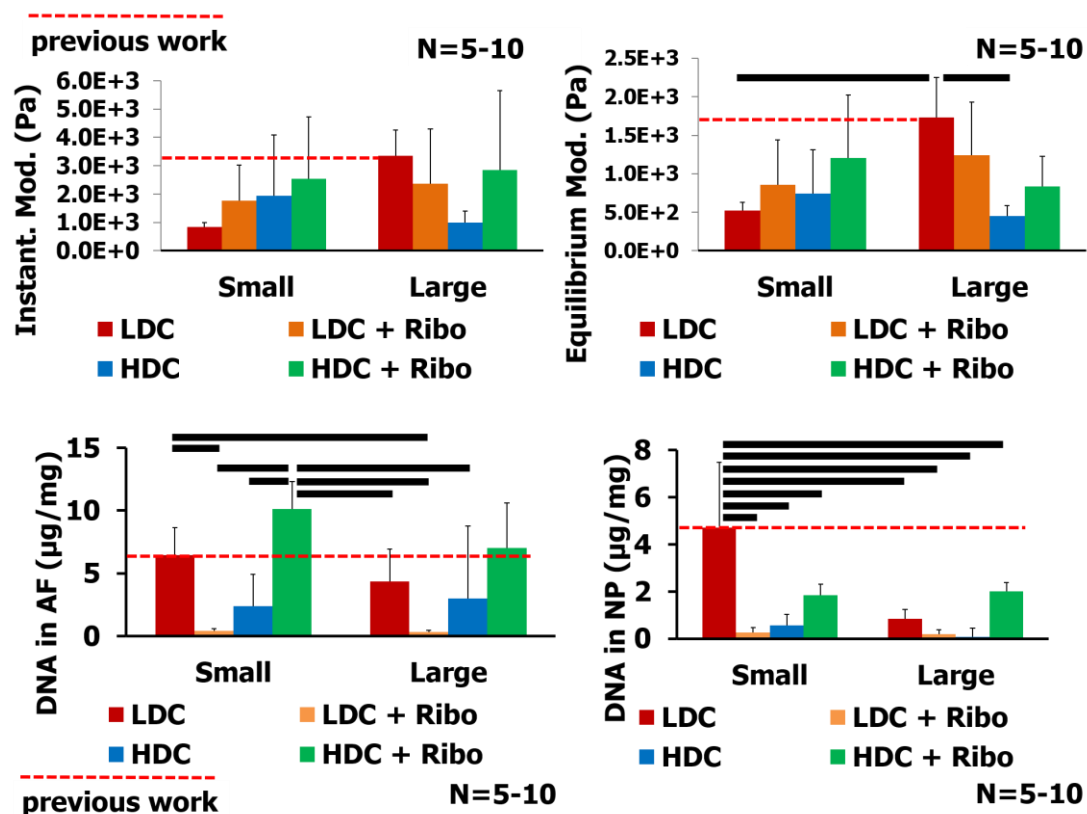 previous work
N=5-10
Instant. Mod. (Pa)
6.0E+3
5.0E+3
4.0E+3
3.0E+3
2.0E+3
1.0E+3
0.0E+0
Small Large
LDC LDC + Ribo
HDC HDC + Ribo
N=5-10
Equilibrium Mod. (Pa)
2.5E+3
2.0E+3
1.5E+3
1.0E+3
5.0E+2
0.0E+0
Small Large
LDC LDC + Ribo
HDC HDC + Ribo
DNA in AF (µg/mg)
15
10
5
0
Small Large
LDC LDC + Ribo
HDC HDC + Ribo
previous work
N=5-10
DNA in NP (µg/mg)
8
6
4
2
0
Small Large
LDC LDC + Ribo
HDC HDC + Ribo
N=5-10